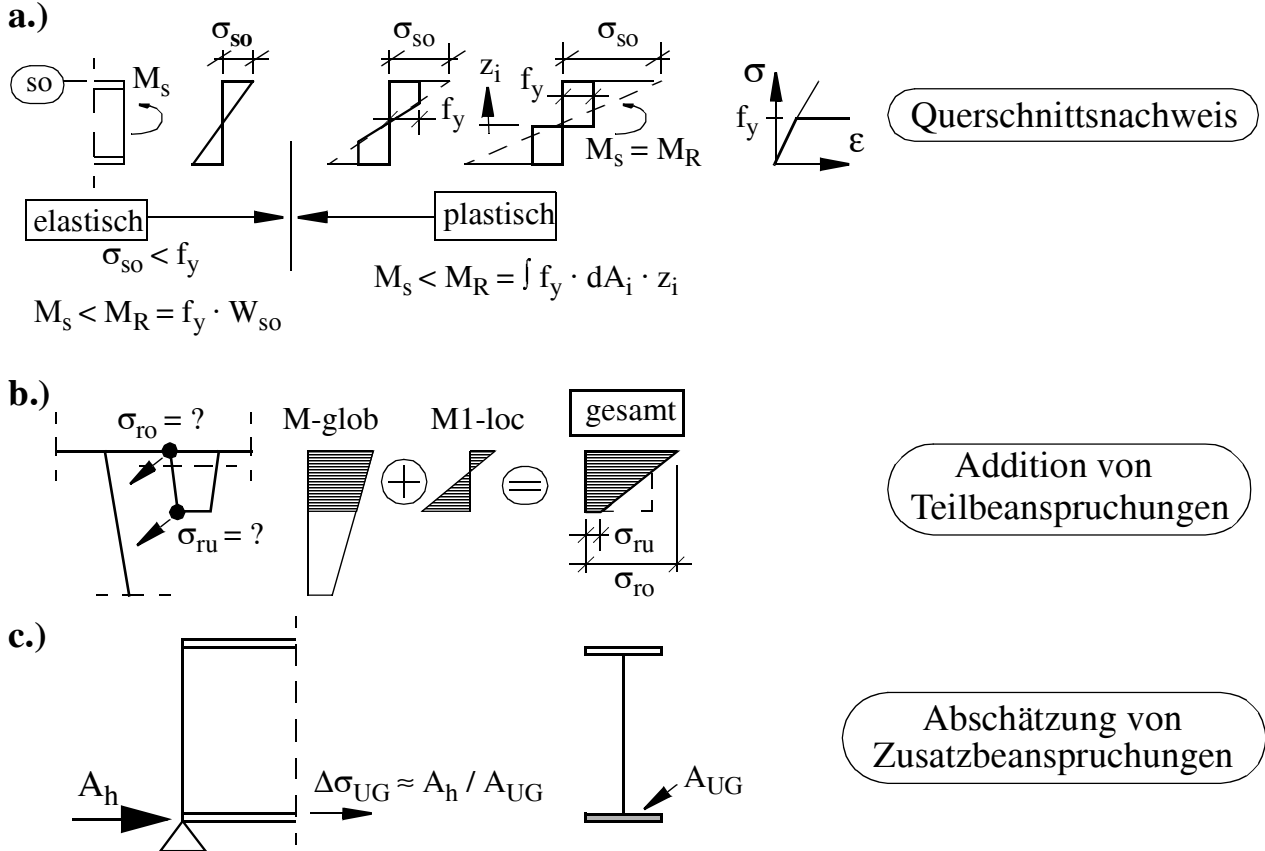 a.)
σso
σso
σso
so
Ms
zi
fy
fy
Ms = MR
σ
fy
ε
Querschnittsnachweis
elastisch
plastisch
σso < fy
Ms < MR = ∫ fy · dAi · zi
Ms < MR = fy · Wso
b.)
σro = ?
M-glob
M1-loc
gesamt
σru = ?
σru
σro
Addition von
Teilbeanspruchungen
c.)
Ah
ΔσUG ≈ Ah / AUG
AUG
Abschätzung von
Zusatzbeanspruchungen